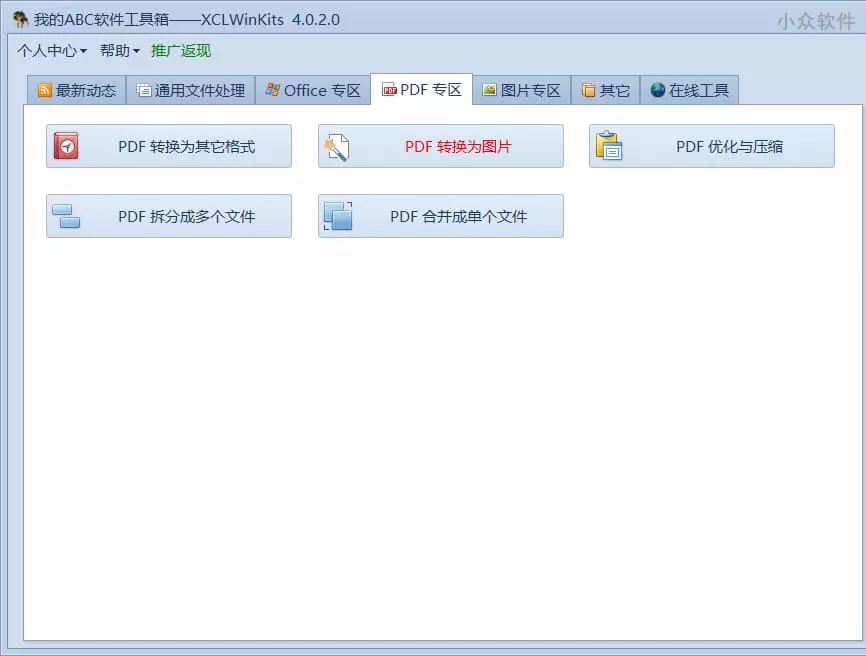 我的ABC软件工具箱——XCLWinKits 4.0.2.0
小众软件
个人中心 帮助 推广返现
最新动态 通用文件处理 Office 专区 PDF 专区 图片专区 其它 在线工具
PDF 转换为其它格式 PDF 转换为图片 PDF 优化与压缩
PDF 拆分成多个文件 PDF 合并成单个文件